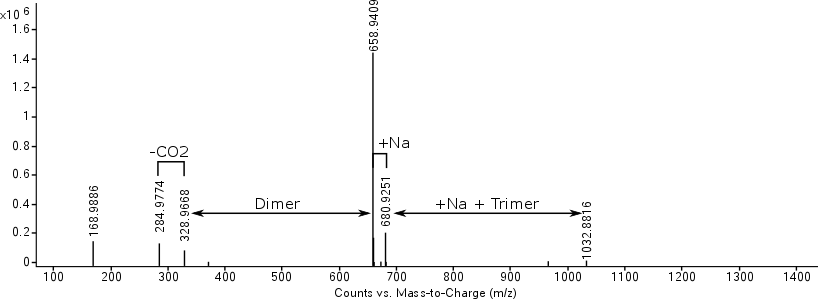 x10 6
1.6
1.4
1.2
1
0.8
0.6
0.4
0.2
0
658.9409
+Na
-CO2
168.9886
284.9774
328.9668
Dimer
680.9251
+Na + Trimer
1032.8816
100 200 300 400 500 600 700 800 900 1000 1100 1200 1300 1400
Counts vs. Mass-to-Charge (m/z)